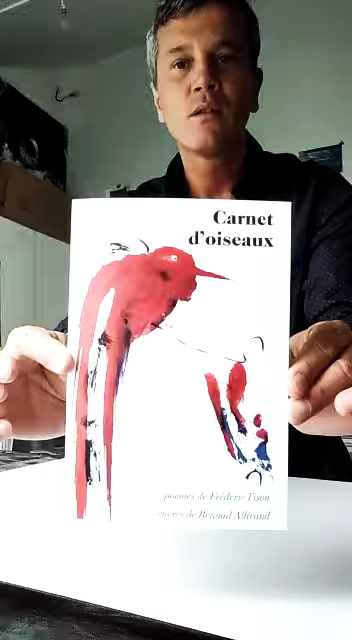 Carnet
d'oiseaux
poèmes de Frédéric Tison
encres de Renaud Allirand